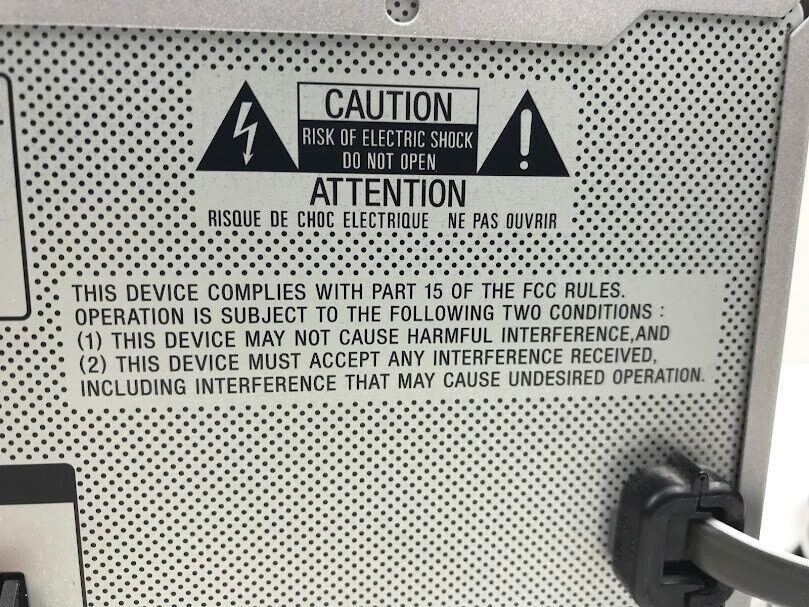 CAUTION
RISK OF ELECTRIC SHOCK
DO NOT OPEN
ATTENTION
RISQUE DE CHOC ELECTRIQUE NE PAS OUVRIR
THIS DEVICE COMPLIES WITH PART 15 OF THE FCC RULES.
OPERATION IS SUBJECT TO THE FOLLOWING TWO CONDITIONS :
(1) THIS DEVICE MAY NOT CAUSE HARMFUL INTERFERENCE,AND
(2) THIS DEVICE MUST ACCEPT ANY INTERFERENCE RECEIVED,
INCLUDING INTERFERENCE THAT MAY CAUSE UNDESIRED OPERATION.